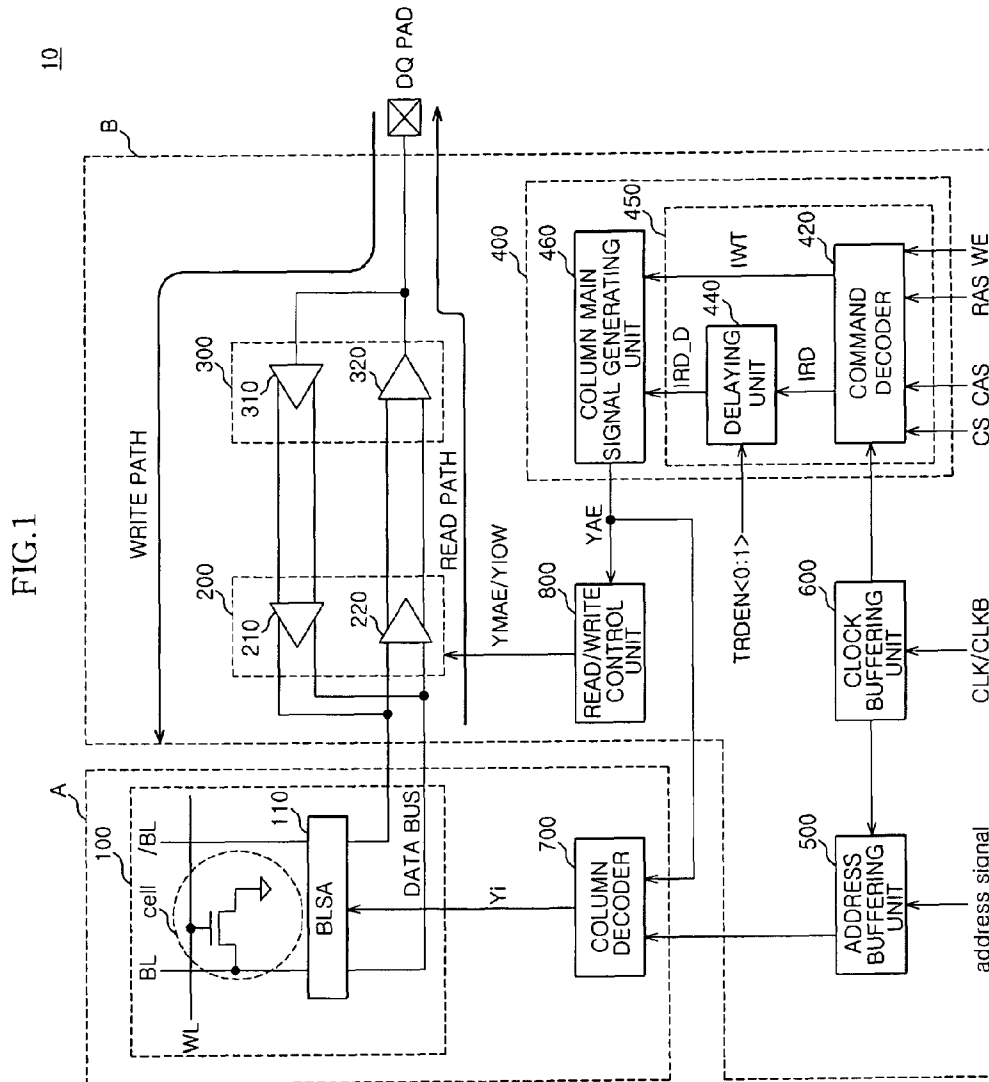 FIG.1
10
A
B
100
cell
BL
/BL
WL
110
BLSA
DATA BUS
Yi
700
COLUMN
DECODER
500
ADDRESS
BUFFERING
UNIT
address signal
WRITE PATH
200
210
220
300
310
320
READ PATH
DQ PAD
YMAE/YIOW
800
READ/WRITE
CONTROL
UNIT
YAE
400
460
COLUMN MAIN
SIGNAL GENERATING
UNIT
450
IRD_D
IWT
440
DELAYING
UNIT
IRD
420
COMMAND
DECODER
TRDEN<0:1>
600
CLOCK
BUFFERING
UNIT
CLK/CLKB
CS CAS
RAS WE